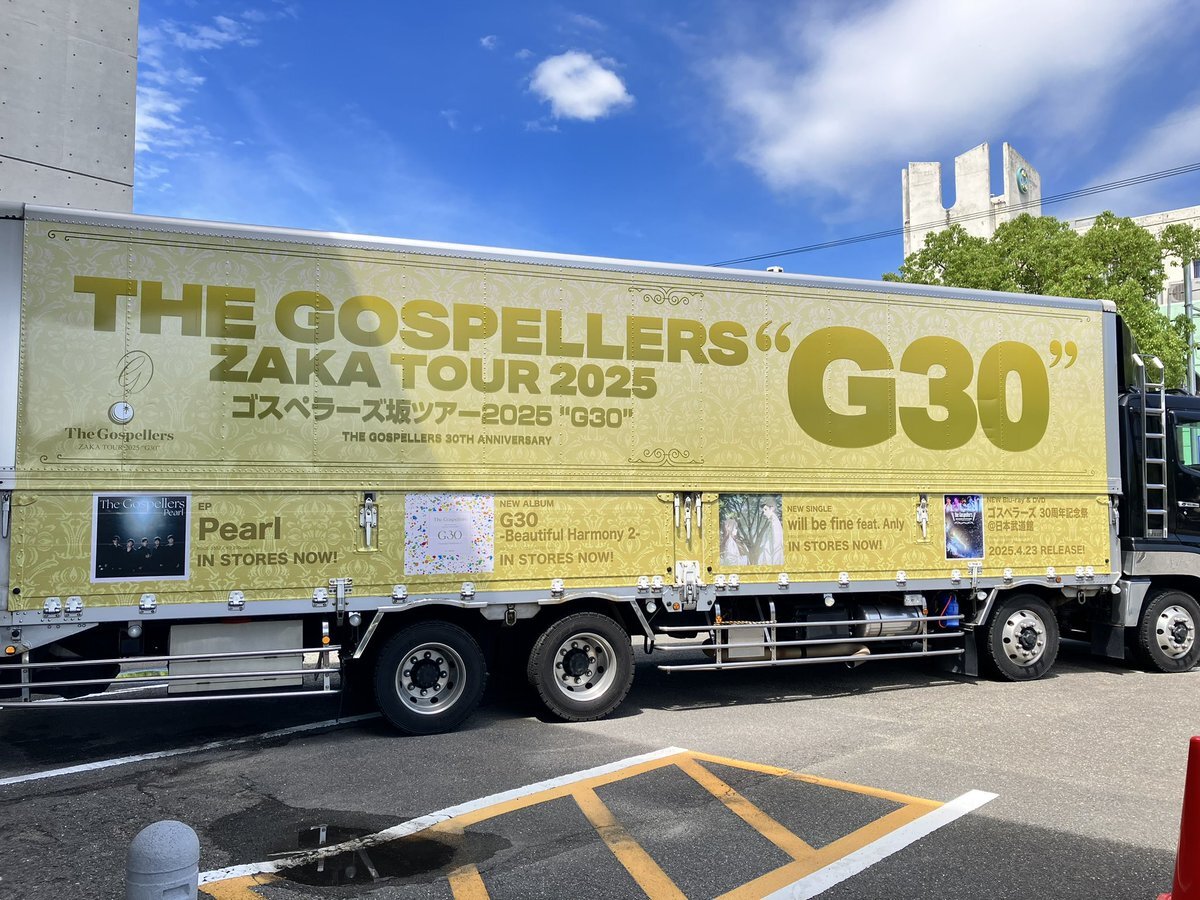 THE GOSPELLERS
ZAKA TOUR 2025
ゴスペラーズ坂ツアー2025 "G30"
THE GOSPELLERS 30TH ANNIVERSARY
“G30”
The Gospellers
ZAKA TOUR 2025 "G30"
The Gospellers
Pearl
EP
Pearl
IN STORES NOW!
The Gospellers
G30
NEW ALBUM
G30
-Beautiful Harmony 2-
IN STORES NOW!
NEW SINGLE
will be fine feat. Anly
IN STORES NOW!
NEW Blu-ray & DVD
ゴスペラーズ 30周年記念祭
@日本武道館
2025.4.23 RELEASE!